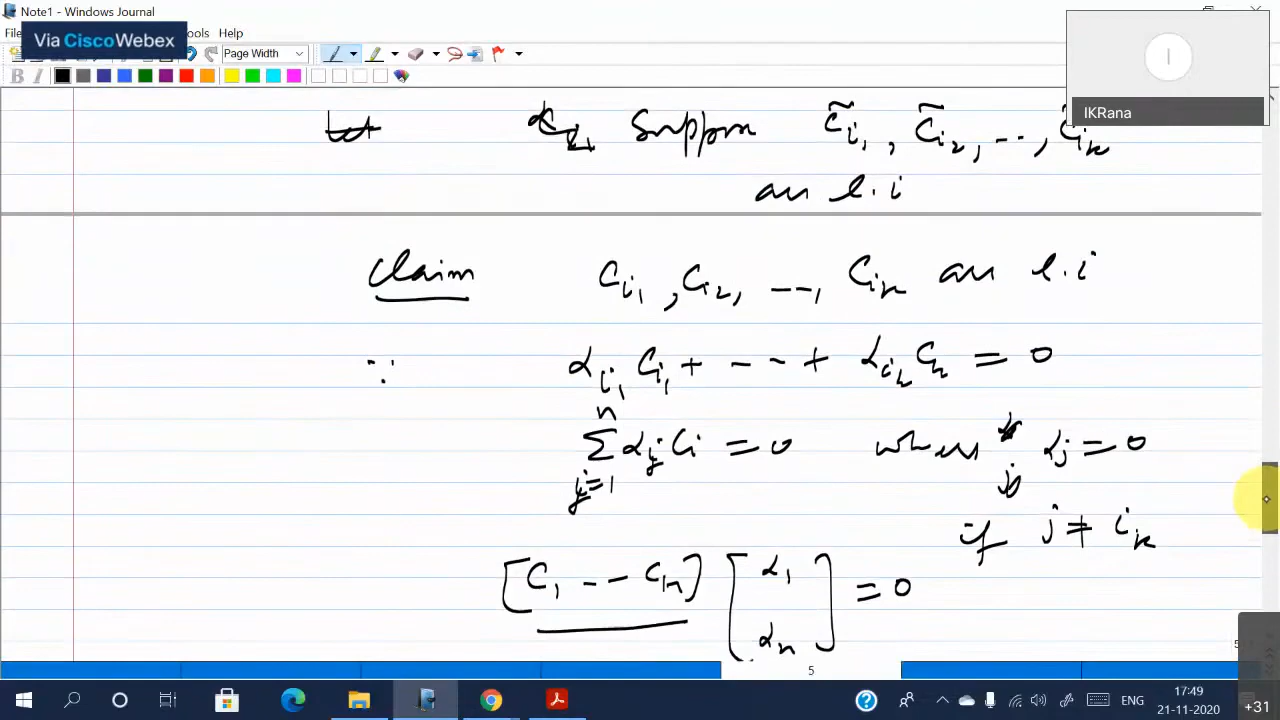 Note1 - Windows Journal
Via Cisco Webex
ools Help
Page Width
IKRana
Suppose C̃i₁, C̃i₂, ..., C̃iₖ
are l.i
Claim Ci₁, Ci₂, ---, Ciₖ are l.i
∵ αi₁ Ci₁ + --- + αiₖ Cₖ = 0
n
Σ αj Ci = 0 where αj = 0
j=1
if j ≠ iₖ
[C₁ --- Cn] [α₁
αn] = 0
5
ENG
17:49
21-11-2020
+31